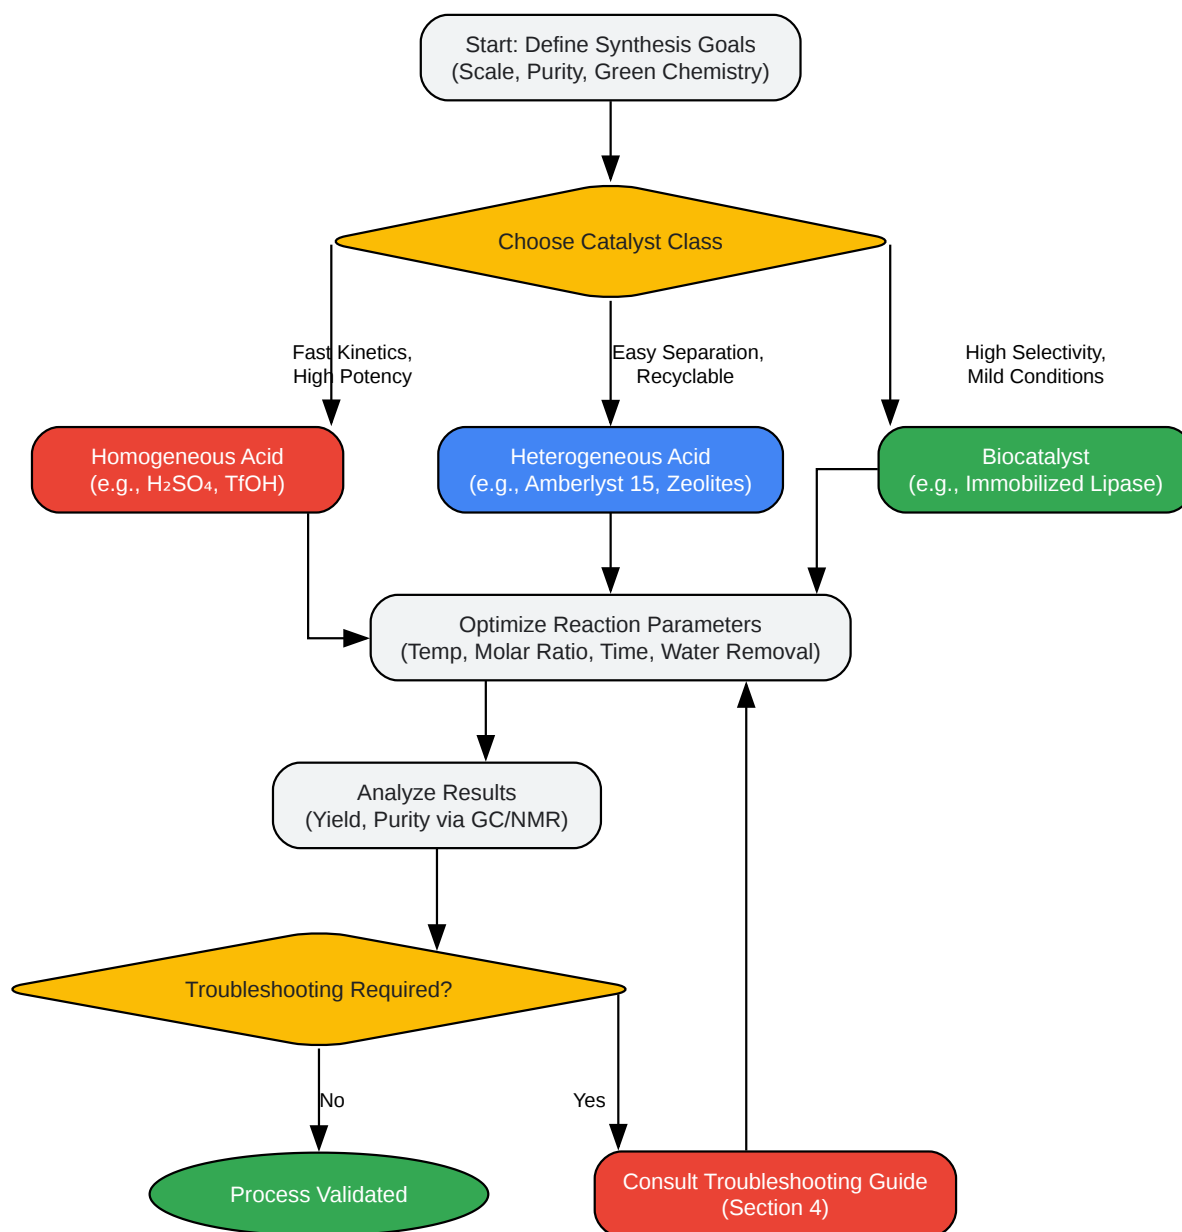 Start: Define Synthesis Goals
(Scale, Purity, Green Chemistry)
Choose Catalyst Class
Fast Kinetics,
High Potency
Easy Separation,
Recyclable
High Selectivity,
Mild Conditions
Homogeneous Acid
(e.g., H₂SO₄, TfOH)
Heterogeneous Acid
(e.g., Amberlyst 15, Zeolites)
Biocatalyst
(e.g., Immobilized Lipase)
Optimize Reaction Parameters
(Temp, Molar Ratio, Time, Water Removal)
Analyze Results
(Yield, Purity via GC/NMR)
Troubleshooting Required?
No
Yes
Process Validated
Consult Troubleshooting Guide
(Section 4)